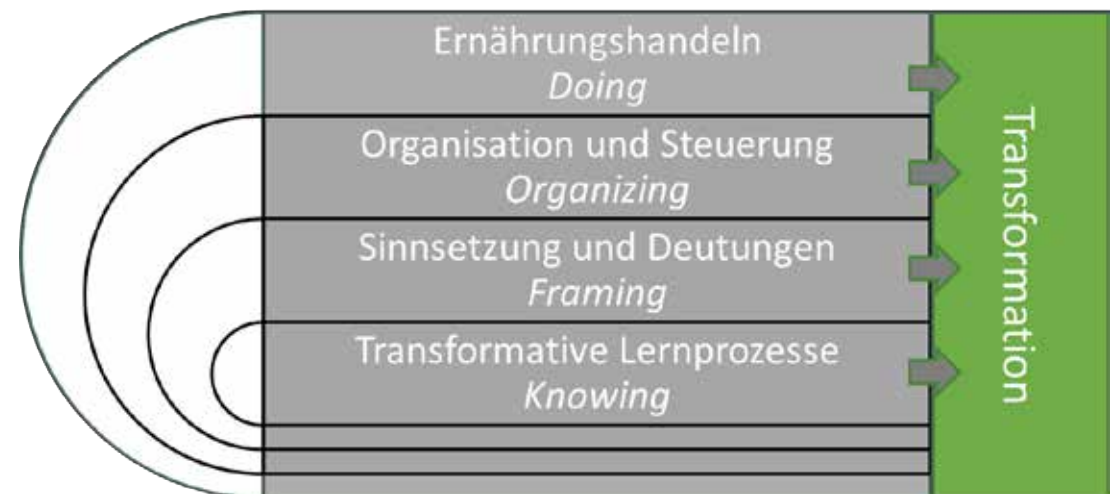 Ernährungshandeln
Doing
Organisation und Steuerung
Organizing
Sinnsetzung und Deutungen
Framing
Transformative Lernprozesse
Knowing
Transformation